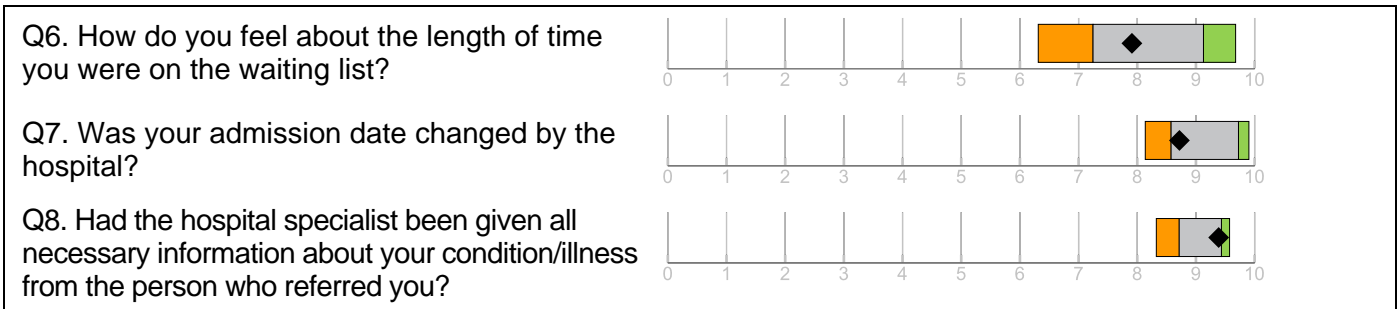 Q6. How do you feel about the length of time
you were on the waiting list?
0 1 2 3 4 5 6 7 8 9 10
Q7. Was your admission date changed by the
hospital?
0 1 2 3 4 5 6 7 8 9 10
Q8. Had the hospital specialist been given all
necessary information about your condition/illness
from the person who referred you?
0 1 2 3 4 5 6 7 8 9 10